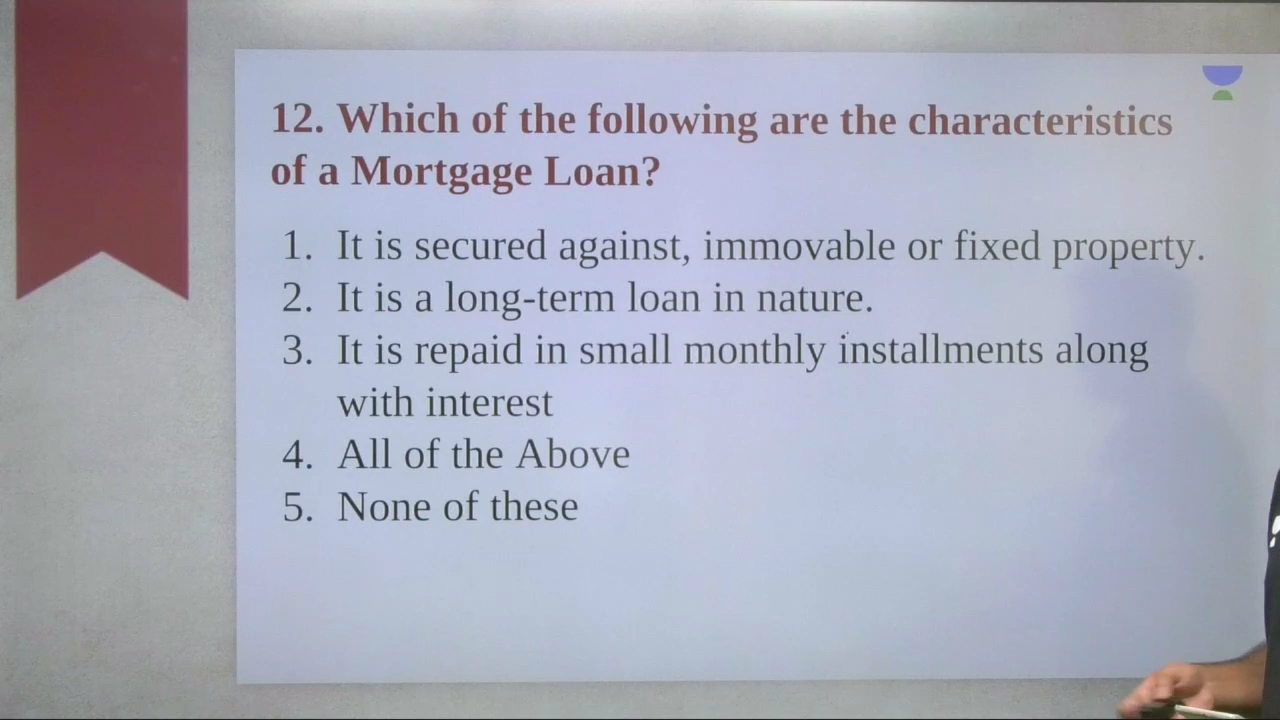 12. Which of the following are the characteristics
of a Mortgage Loan?
1. It is secured against, immovable or fixed property.
2. It is a long-term loan in nature.
3. It is repaid in small monthly installments along
with interest
4. All of the Above
5. None of these